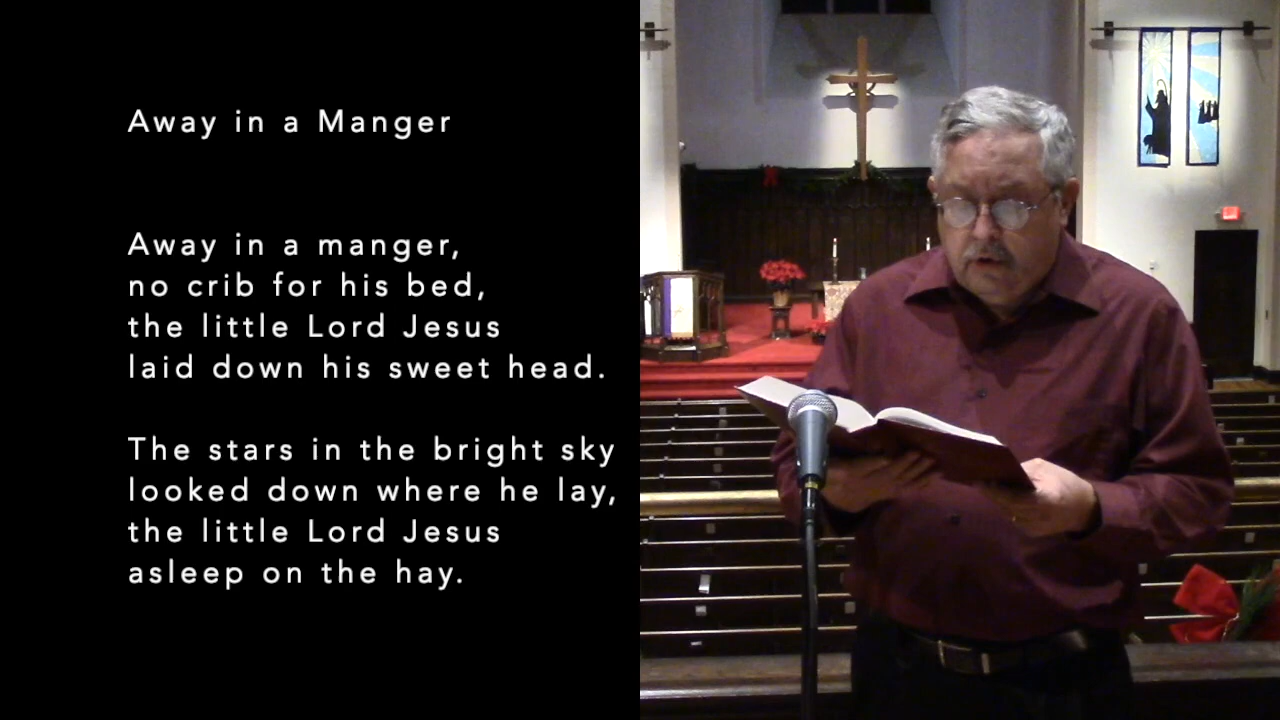 Away in a Manger
Away in a manger,
no crib for his bed,
the little Lord Jesus
laid down his sweet head.
The stars in the bright sky
looked down where he lay,
the little Lord Jesus
asleep on the hay.